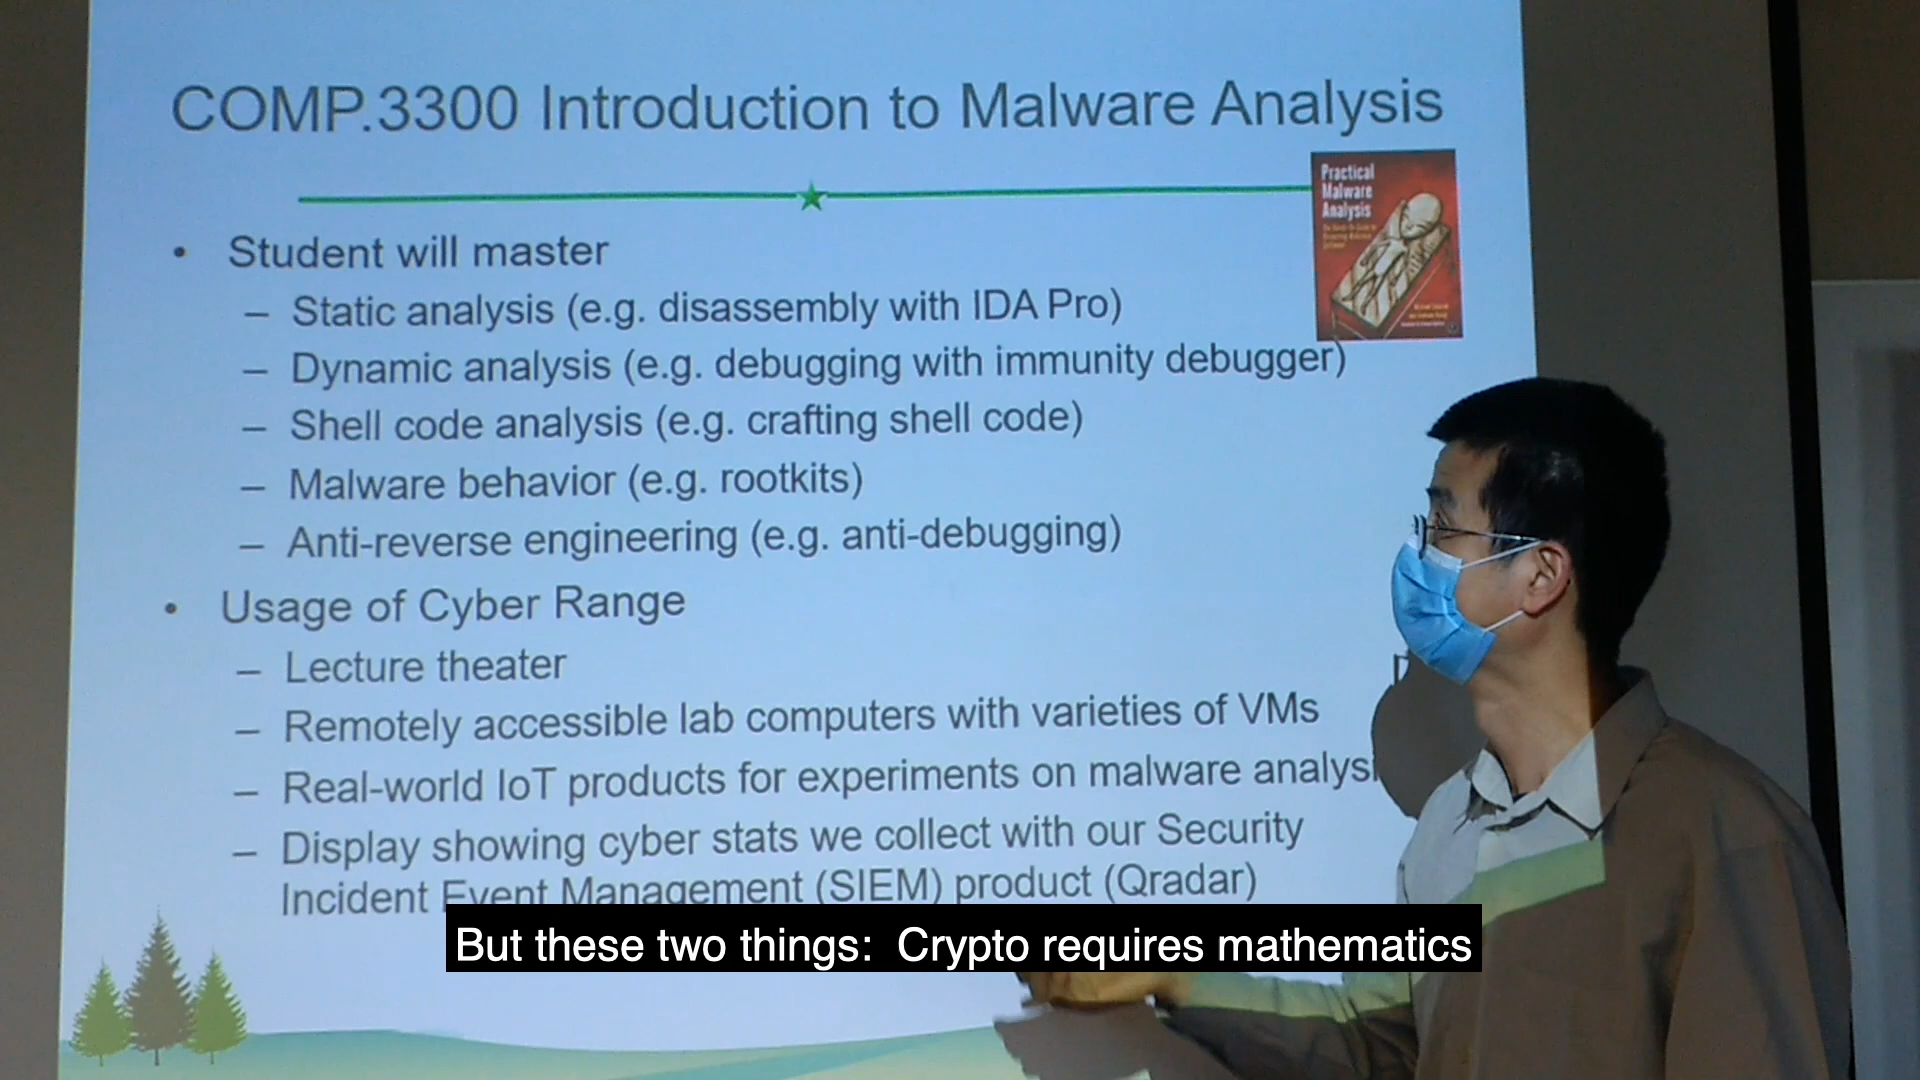 COMP.3300 Introduction to Malware Analysis
Practical
Malware
Analysis
• Student will master
– Static analysis (e.g. disassembly with IDA Pro)
– Dynamic analysis (e.g. debugging with immunity debugger)
– Shell code analysis (e.g. crafting shell code)
– Malware behavior (e.g. rootkits)
– Anti-reverse engineering (e.g. anti-debugging)
• Usage of Cyber Range
– Lecture theater
– Remotely accessible lab computers with varieties of VMs
– Real-world IoT products for experiments on malware analysi
– Display showing cyber stats we collect with our Security
Incident Event Management (SIEM) product (Qradar)
But these two things:  Crypto requires mathematics